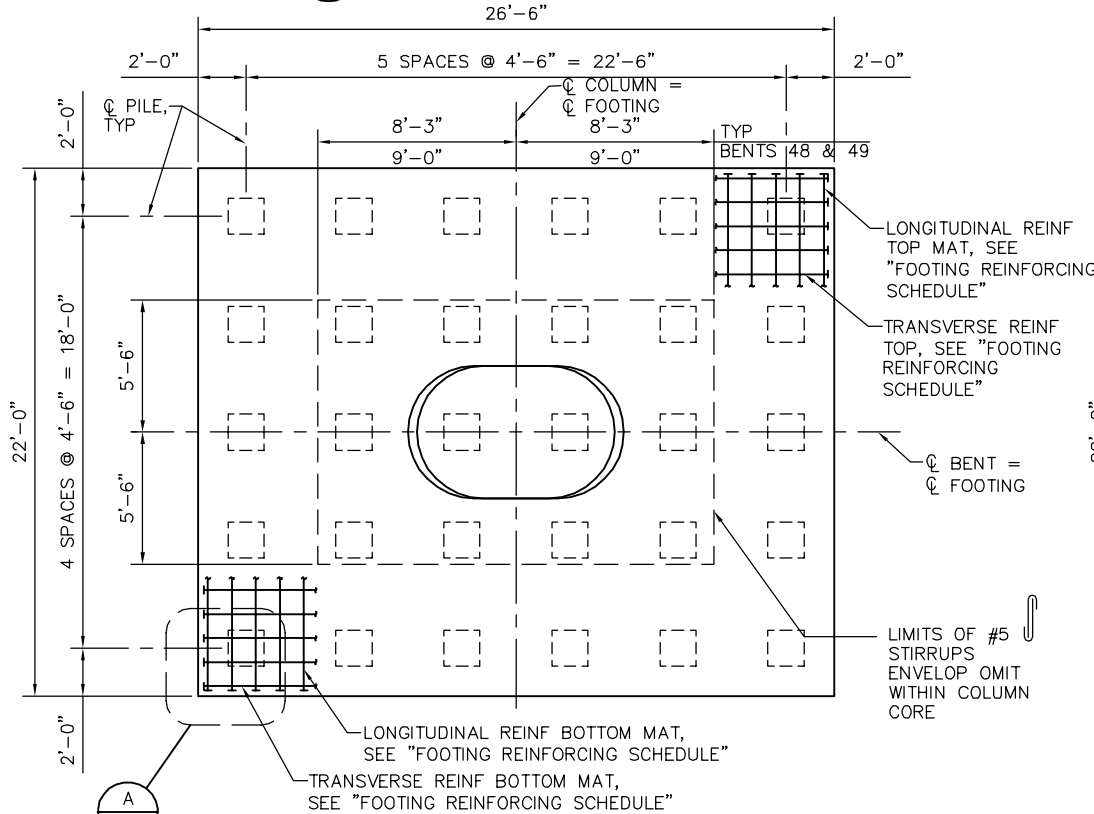 26'-6"
2'-0"
5 SPACES @ 4'-6" = 22'-6"
2'-0"
℄ COLUMN =
℄ FOOTING
℄ PILE,
TYP
2'-0"
8'-3"
8'-3"
TYP
BENTS 48 & 49
9'-0"
9'-0"
LONGITUDINAL REINF
TOP MAT, SEE
"FOOTING REINFORCING
SCHEDULE"
TRANSVERSE REINF
TOP, SEE "FOOTING
REINFORCING
SCHEDULE"
22'-0"
4 SPACES @ 4'-6" = 18'-0"
5'-6"
5'-6"
℄ BENT =
℄ FOOTING
LIMITS OF #5
STIRRUPS
ENVELOP OMIT
WITHIN COLUMN
CORE
2'-0"
LONGITUDINAL REINF BOTTOM MAT,
SEE "FOOTING REINFORCING SCHEDULE"
TRANSVERSE REINF BOTTOM MAT,
SEE "FOOTING REINFORCING SCHEDULE"
A